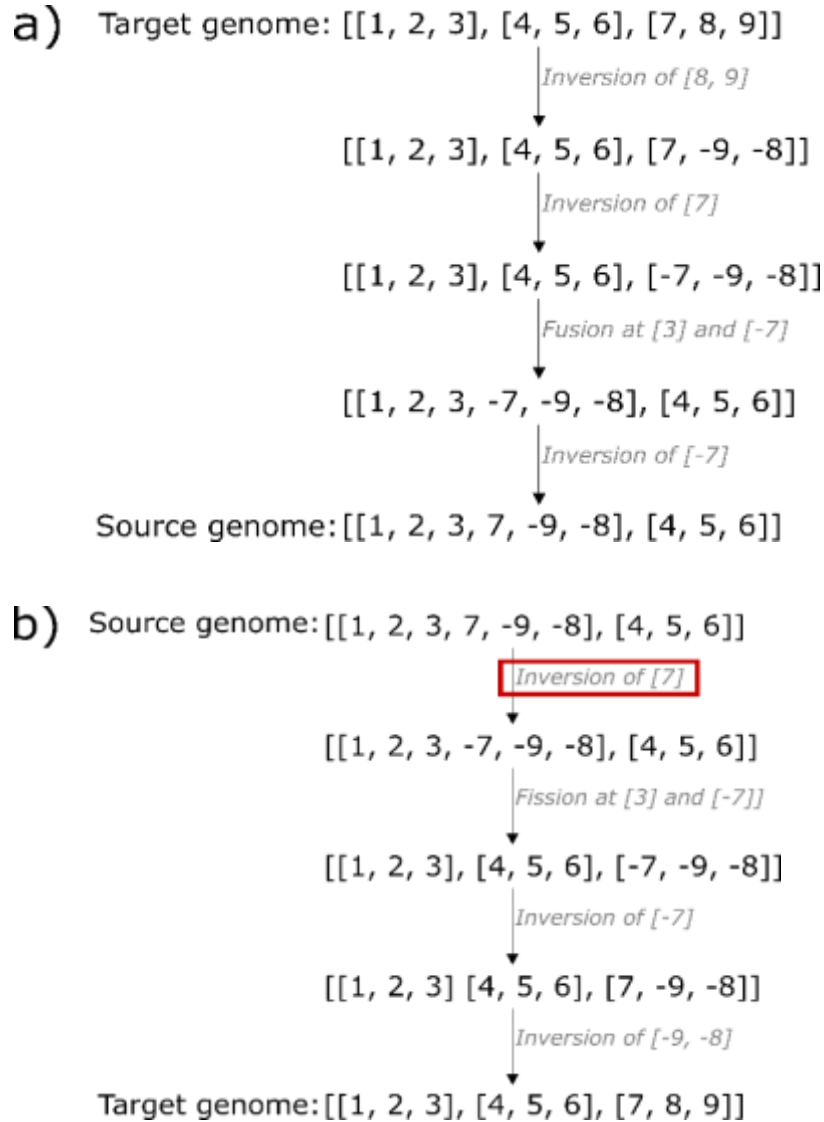 a) Target genome: [[1, 2, 3], [4, 5, 6], [7, 8, 9]]
Inversion of [8, 9]
[[1, 2, 3], [4, 5, 6], [7, -9, -8]]
Inversion of [7]
[[1, 2, 3], [4, 5, 6], [-7, -9, -8]]
Fusion at [3] and [-7]
[[1, 2, 3, -7, -9, -8], [4, 5, 6]]
Inversion of [-7]
Source genome: [[1, 2, 3, 7, -9, -8], [4, 5, 6]]
b) Source genome: [[1, 2, 3, 7, -9, -8], [4, 5, 6]]
Inversion of [7]
[[1, 2, 3, -7, -9, -8], [4, 5, 6]]
Fission at [3] and [-7]]
[[1, 2, 3], [4, 5, 6], [-7, -9, -8]]
Inversion of [-7]
[[1, 2, 3] [4, 5, 6], [7, -9, -8]]
Inversion of [-9, -8]
Target genome: [[1, 2, 3], [4, 5, 6], [7, 8, 9]]